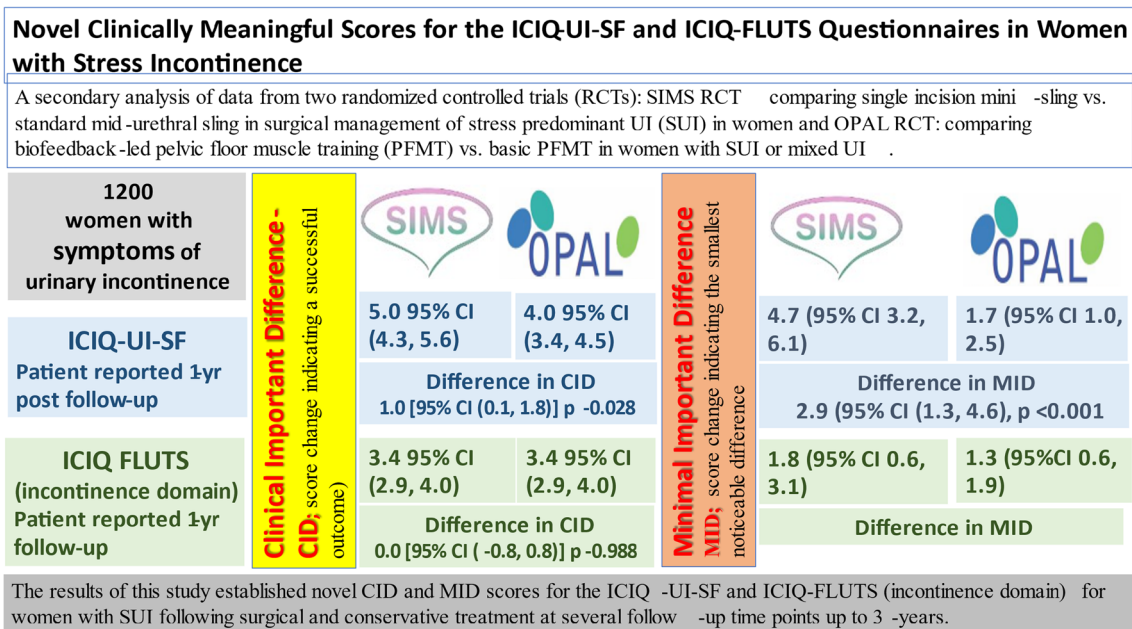 Novel Clinically Meaningful Scores for the ICIQ-UI-SF and ICIQ-FLUTS Questionnaires in Women
with Stress Incontinence
A secondary analysis of data from two randomized controlled trials (RCTs): SIMS RCT comparing single incision mini -sling vs.
standard mid -urethral sling in surgical management of stress predominant UI (SUI) in women and OPAL RCT: comparing
biofeedback -led pelvic floor muscle training (PFMT) vs. basic PFMT in women with SUI or mixed UI .
1200
women with
symptoms of
urinary incontinence
ICIQ-UI-SF
Patient reported 1-yr
post follow-up
ICIQ FLUTS
(incontinence domain)
Patient reported 1-yr
follow-up
Clinical Important Difference-
CID; score change indicating a successful
outcome)
SIMS
OPAL
5.0 95% CI
(4.3, 5.6)
4.0 95% CI
(3.4, 4.5)
Difference in CID
1.0 [95% CI (0.1, 1.8)] p -0.028
3.4 95% CI
(2.9, 4.0)
3.4 95% CI
(2.9, 4.0)
Difference in CID
0.0 [95% CI ( -0.8, 0.8)] p -0.988
Minimal Important Difference
MID; score change indicating the smallest
noticeable difference
SIMS
OPAL
4.7 (95% CI 3.2,
6.1)
1.7 (95% CI 1.0,
2.5)
Difference in MID
2.9 (95% CI (1.3, 4.6), p <0.001
1.8 (95% CI 0.6,
3.1)
1.3 (95%CI 0.6,
1.9)
Difference in MID
The results of this study established novel CID and MID scores for the ICIQ -UI-SF and ICIQ-FLUTS (incontinence domain) for
women with SUI following surgical and conservative treatment at several follow -up time points up to 3 -years.